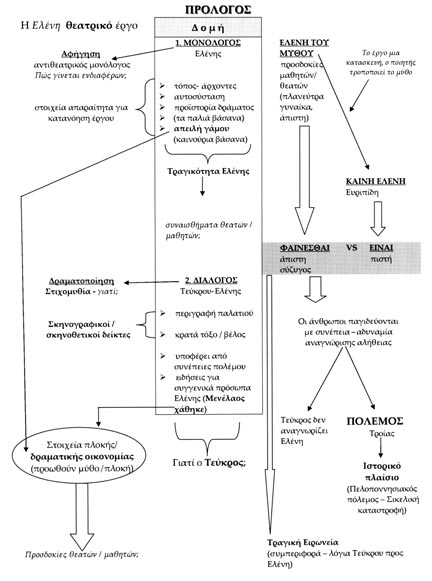 ΠΡΟΛΟΓΟΣ
Η Ελένη θεατρικό έργο
Δομή
Αφήγηση
αντιθεατρικός μονόλογος
Πώς γίνεται ενδιαφέρων;
στοιχεία απαραίτητα για
κατανόηση έργου
1. ΜΟΝΟΛΟΓΟΣ
Ελένης
τόπος- άρχοντες
αυτοσύσταση
προϊστορία δράματος
(τα παλιά βάσανα)
απειλή γάμου
(καινούρια βάσανα)
Τραγικότητα Ελένης
συναισθήματα θεατών /
μαθητών;
ΕΛΕΝΗ ΤΟΥ
ΜΥΘΟΥ
προσδοκίες
μαθητών/
θεατών
(πλανεύτρα
γυναίκα,
άπιστη)
Το έργο μια
κατασκευή, ο ποιητής
τροποποιεί το μύθο
ΚΑΙΝΗ ΕΛΕΝΗ
Ευριπίδη
ΦΑΙΝΕΣΘΑΙ VS ΕΙΝΑΙ
άπιστη πιστή
σύζυγος
Δραματοποίηση
Στιχομυθία - γιατί;
Σκηνογραφικοί /
σκηνοθετικοί δείκτες
2. ΔΙΑΛΟΓΟΣ
Τεύκρου-Ελένης
περιγραφή παλατιού
κρατά τόξο / βέλος
υποφέρει από
συνέπειες πολέμου
ειδήσεις για
συγγενικά πρόσωπα
Ελένης (Μενέλαος
χάθηκε)
Γιατί ο Τεύκρος;
Οι άνθρωποι παγιδεύονται
με συνέπεια – αδυναμία
αναγνώρισης αλήθειας
Τεύκρος δεν
αναγνωρίζει
Ελένη
ΠΟΛΕΜΟΣ
Τροίας
Ιστορικό
πλαίσιο
(Πελοποννησιακός
πόλεμος – Σικελική
καταστροφή)
Στοιχεία πλοκής/
δραματικής οικονομίας
(προωθούν μύθο/πλοκή)
Προσδοκίες θεατών / μαθητών;
Τραγική Ειρωνεία
(συμπεριφορά – λόγια Τεύκρου προς
Ελένη)